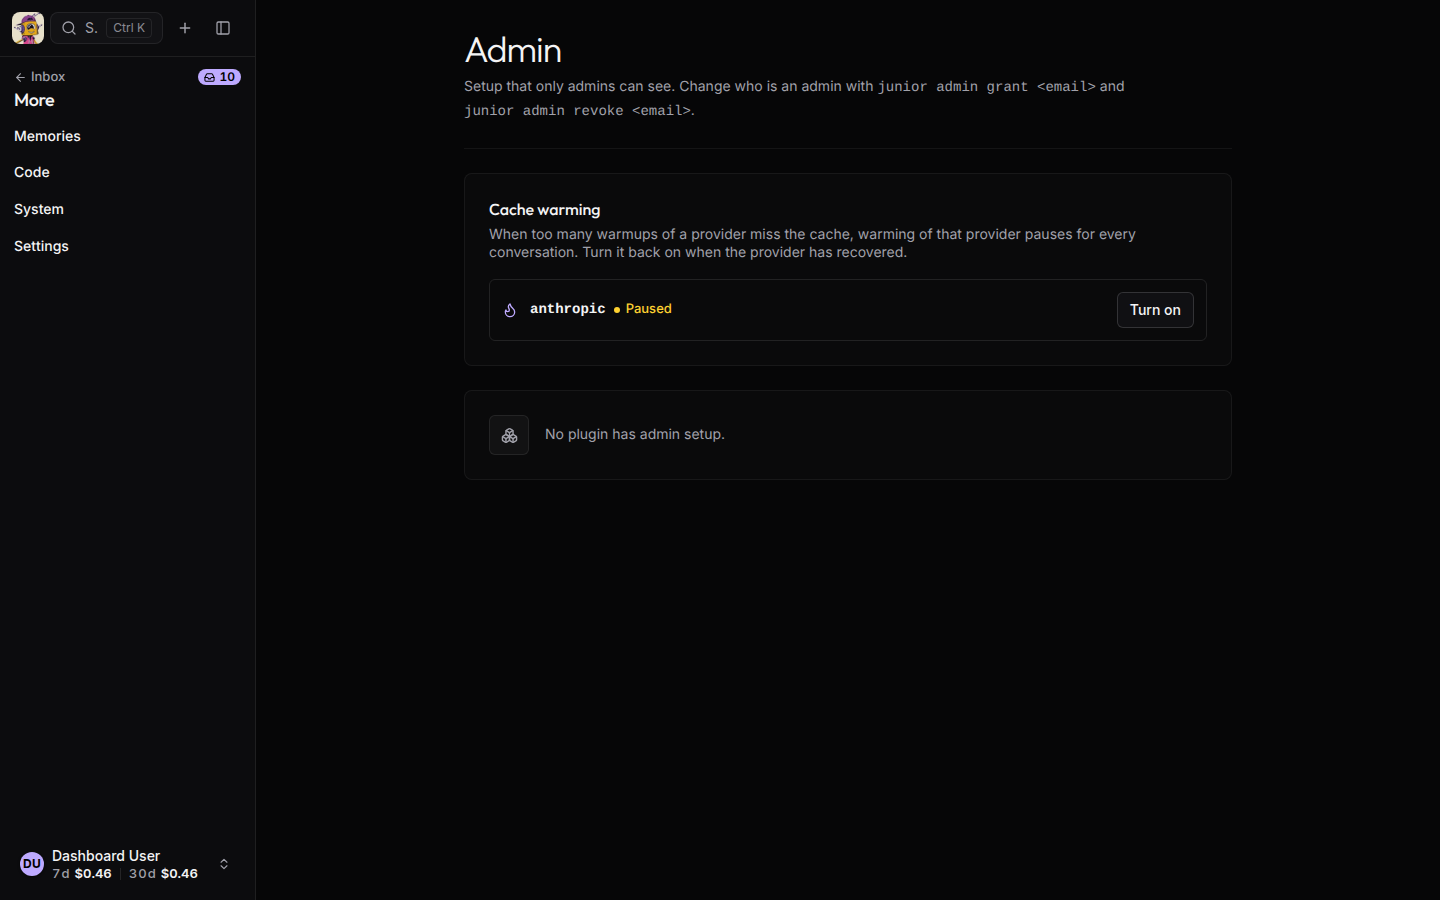 S. Ctrl K
Inbox 10
More
Memories
Code
System
Settings
Dashboard User
DU
7d $0.46 30d $0.46
Admin
Setup that only admins can see. Change who is an admin with junior admin grant <email> and
junior admin revoke <email>.
Cache warming
When too many warmups of a provider miss the cache, warming of that provider pauses for every
conversation. Turn it back on when the provider has recovered.
anthropic Paused Turn on
No plugin has admin setup.